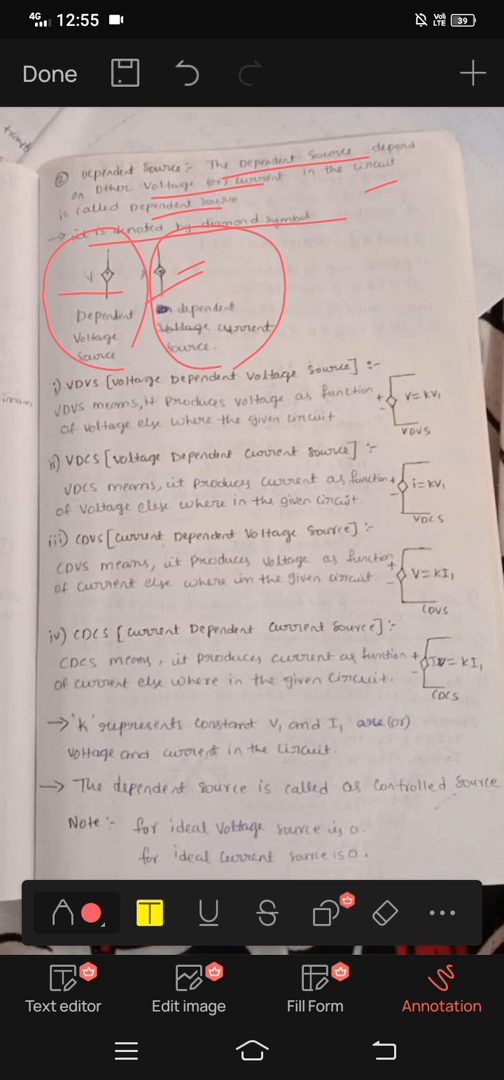 4G 12:55 Vo) LTE 39
Done
② Dependent Source:- The Dependent Source depend
on Other Voltage (or) Current in the circuit
is called Dependent Source
→ it is denoted by diamond symbol
V
Dependent
Voltage
Source
dependent
Voltage current
Source.
i) VDVS [Voltage Dependent Voltage Source] :-
VDVS means, it produces voltage as function
of voltage else where the given circuit
+ - V=KV₁
VDVS
ii) VDCS [Voltage Dependent Current Source] :-
VDCS means, it produces current as function
of voltage else where in the given circuit.
+ - i=KV₁
VDCS
iii) CDVS [Current Dependent Voltage Source] :-
CDVS means, it produces voltage as function
of current else where in the given circuit.
+ - V=KI₁
CDVS
iv) CDCS [Current Dependent Current Source] :-
CDCS means, it produces current as function
of current else where in the given circuit.
+ - = KI₁
CDCS
→ 'K' represents constant V₁ and I₁ are (or)
Voltage and current in the circuit.
→ The dependent source is called as controlled source
Note:- for ideal Voltage source is 0.
for ideal current source is 0.
T U S
Text editor Edit image Fill Form Annotation